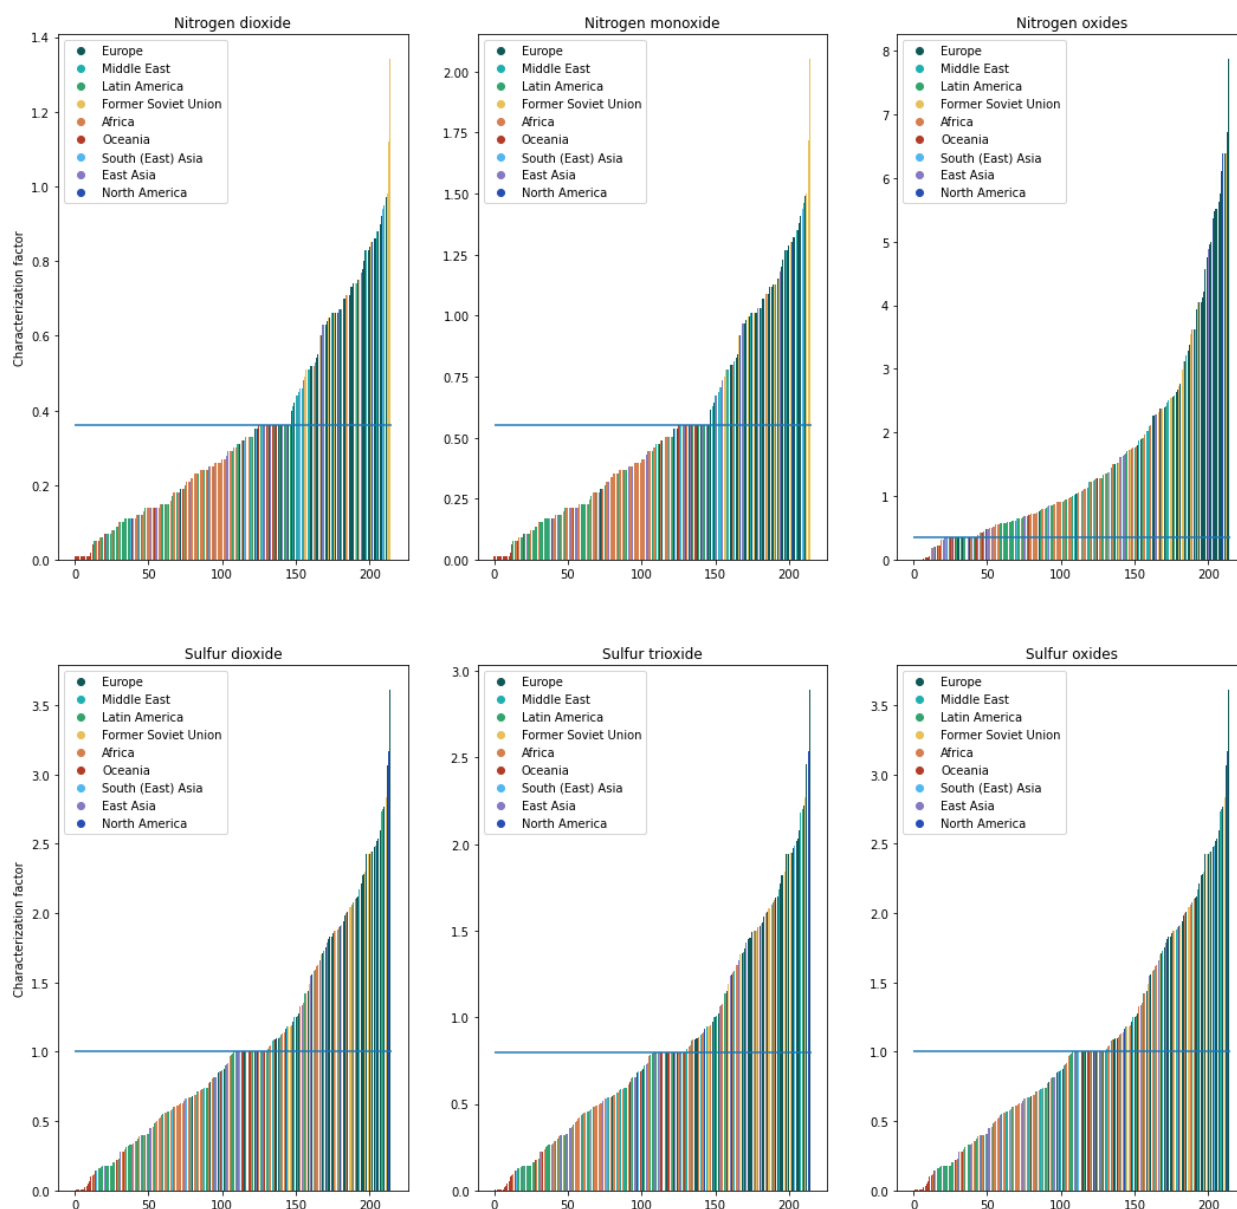 Nitrogen dioxide
Characterization factor
1.4
1.2
1.0
0.8
0.6
0.4
0.2
0.0
0
50
100
150
200
Europe
Middle East
Latin America
Former Soviet Union
Africa
Oceania
South (East) Asia
East Asia
North America
Nitrogen monoxide
2.00
1.75
1.50
1.25
1.00
0.75
0.50
0.25
0.00
0
50
100
150
200
Europe
Middle East
Latin America
Former Soviet Union
Africa
Oceania
South (East) Asia
East Asia
North America
Nitrogen oxides
8
7
6
5
4
3
2
1
0
0
50
100
150
200
Europe
Middle East
Latin America
Former Soviet Union
Africa
Oceania
South (East) Asia
East Asia
North America
Sulfur dioxide
Characterization factor
3.5
3.0
2.5
2.0
1.5
1.0
0.5
0.0
0
50
100
150
200
Europe
Middle East
Latin America
Former Soviet Union
Africa
Oceania
South (East) Asia
East Asia
North America
Sulfur trioxide
3.0
2.5
2.0
1.5
1.0
0.5
0.0
0
50
100
150
200
Europe
Middle East
Latin America
Former Soviet Union
Africa
Oceania
South (East) Asia
East Asia
North America
Sulfur oxides
3.5
3.0
2.5
2.0
1.5
1.0
0.5
0.0
0
50
100
150
200
Europe
Middle East
Latin America
Former Soviet Union
Africa
Oceania
South (East) Asia
East Asia
North America